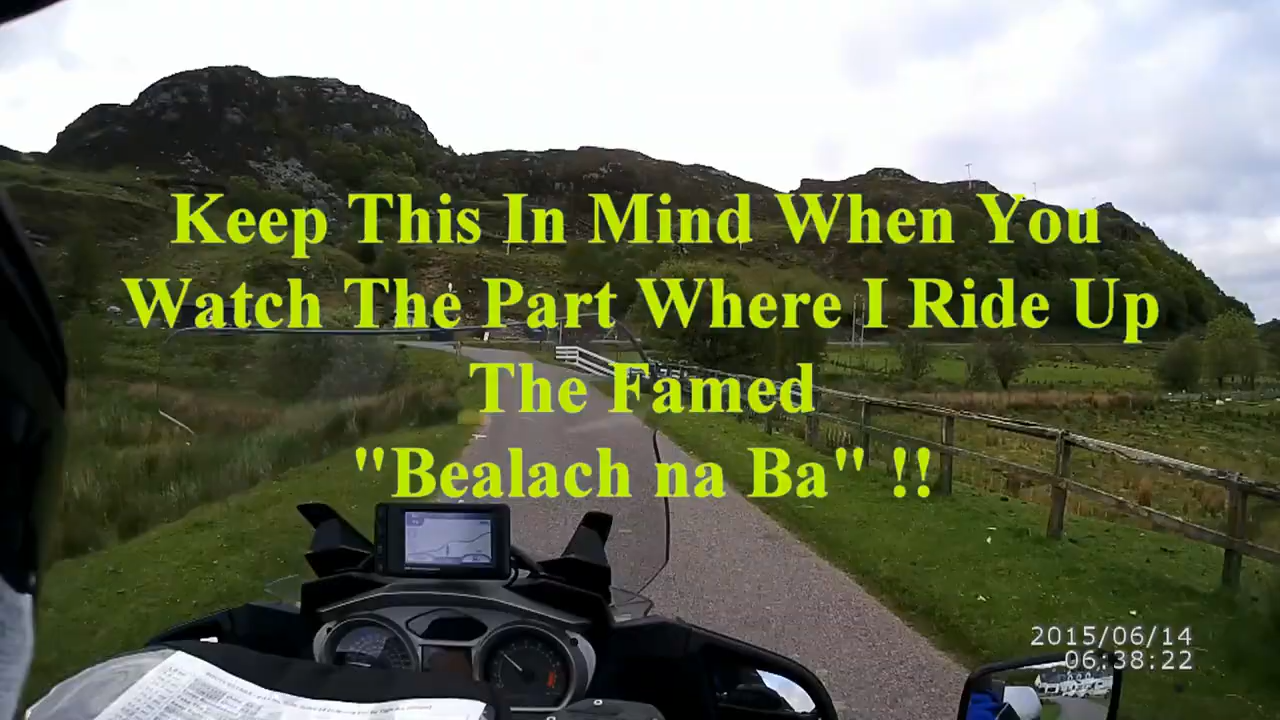 Keep This In Mind When You
Watch The Part Where I Ride Up
The Famed
"Bealach na Ba" !!
2015/06/14
06:38:22